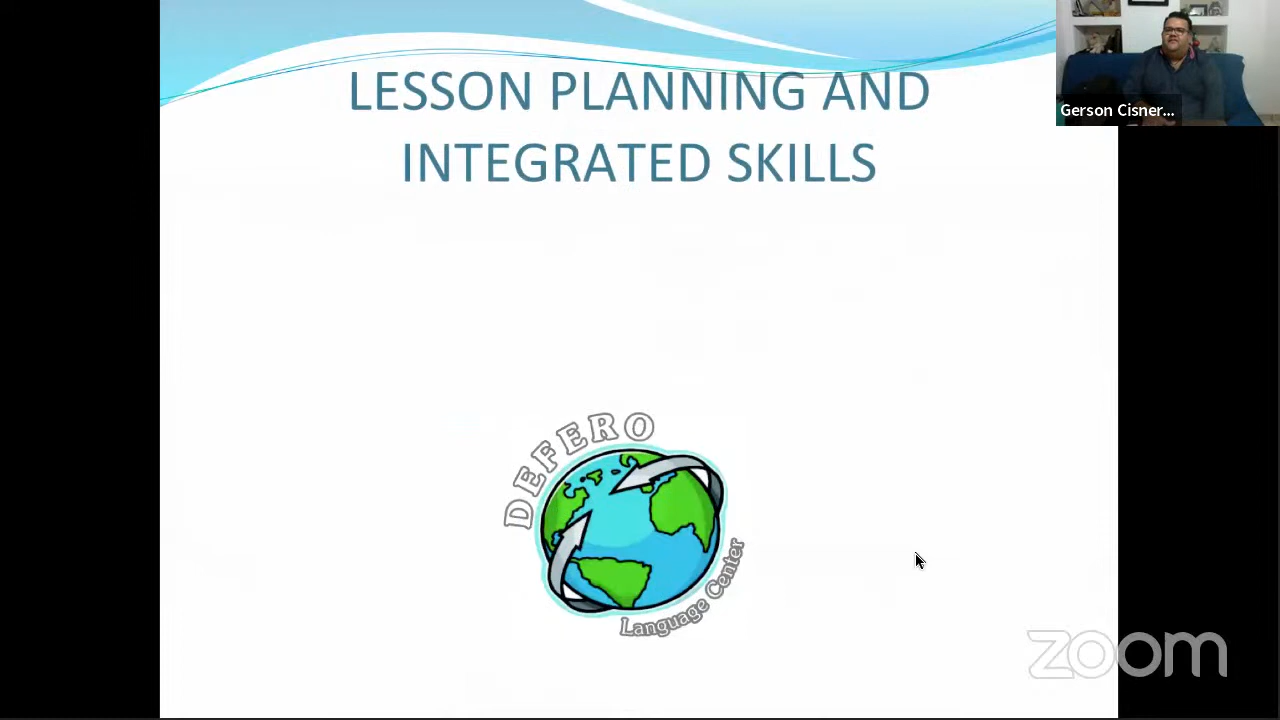 LESSON PLANNING AND
INTEGRATED SKILLS
Gerson Cisner...
DEFERO
Language Center
zoom